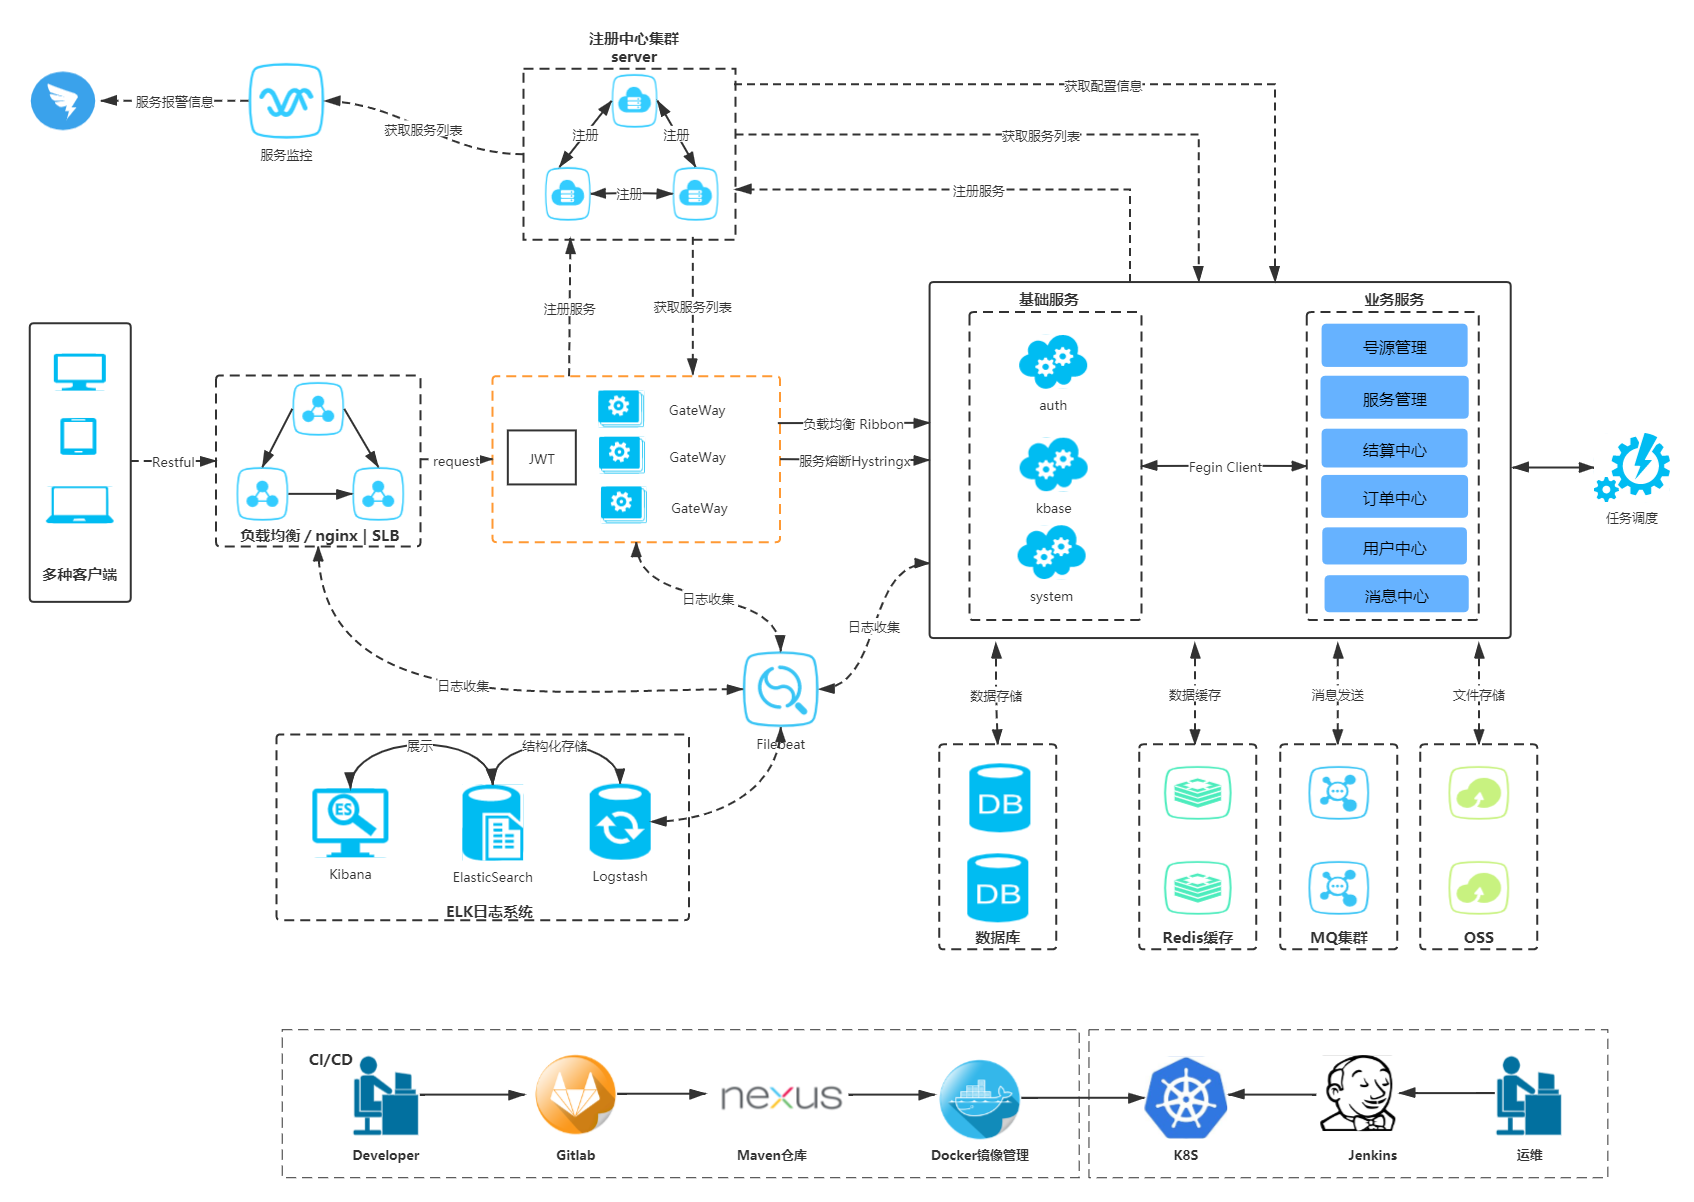 注册中心集群
server
服务报警信息
获取服务列表
服务监控
注册
注册
注册
获取配置信息
获取服务列表
注册服务
注册服务
获取服务列表
多种客户端
Restful
负载均衡 / nginx | SLB
request
JWT
GateWay
GateWay
GateWay
负载均衡 Ribbon
服务熔断Hystringx
基础服务
auth
kbase
system
Fegin Client
业务服务
号源管理
服务管理
结算中心
订单中心
用户中心
消息中心
任务调度
日志收集
日志收集
日志收集
Filebeat
展示
结构化存储
ES
Kibana
ElasticSearch
Logstash
ELK日志系统
数据存储
数据缓存
消息发送
文件存储
DB
DB
数据库
Redis缓存
MQ集群
OSS
CI/CD
nexus
Developer
Gitlab
Maven仓库
Docker镜像管理
K8S
Jenkins
运维